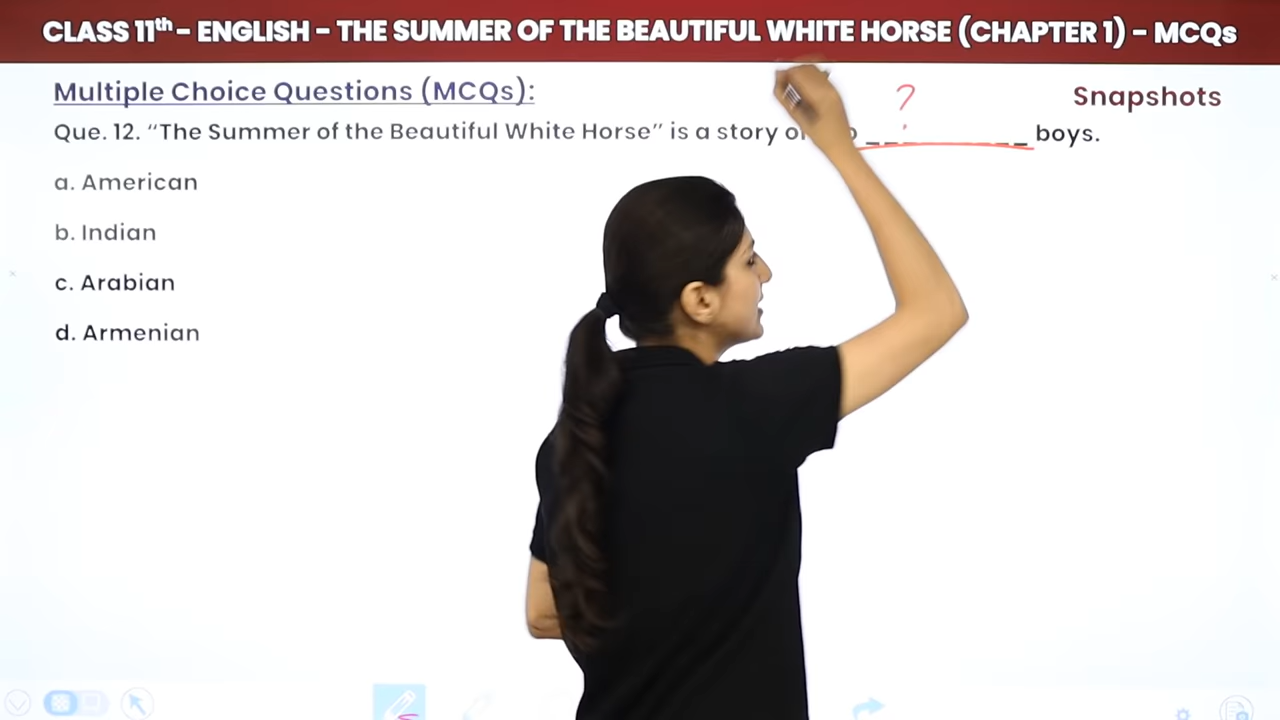 CLASS 11th – ENGLISH – THE SUMMER OF THE BEAUTIFUL WHITE HORSE (CHAPTER 1) – MCQs
Multiple Choice Questions (MCQs):
?
Snapshots
Que. 12. “The Summer of the Beautiful White Horse” is a story __________ boys.
a. American
b. Indian
c. Arabian
d. Armenian